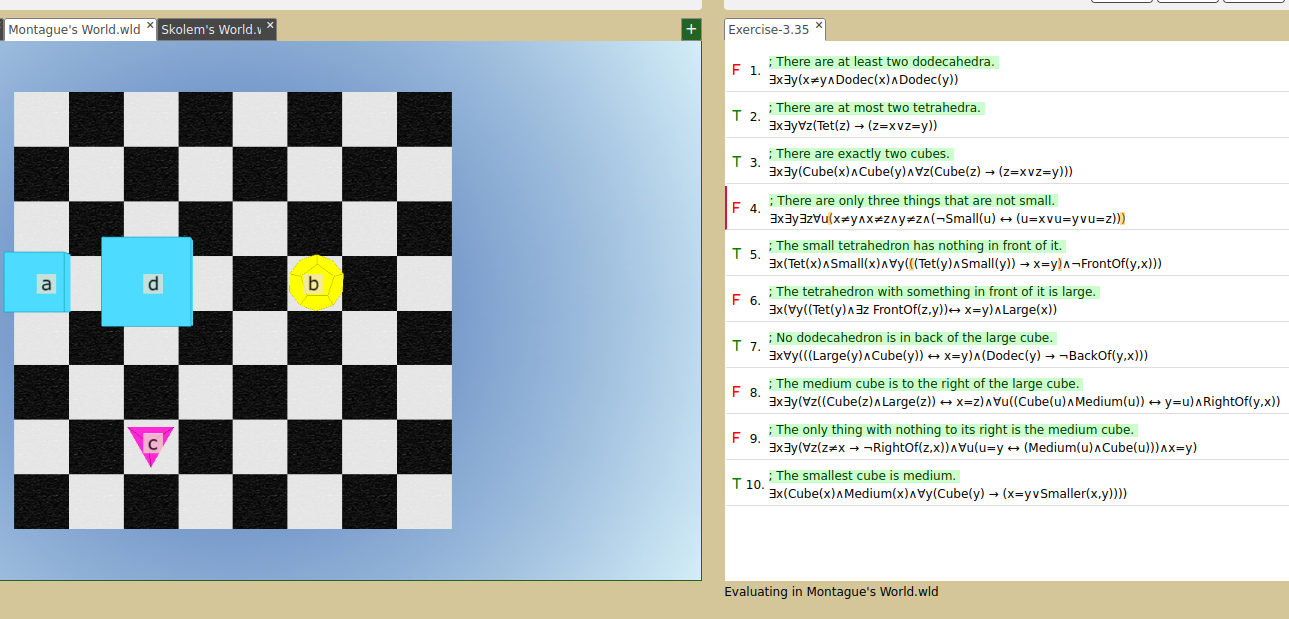 Montague's World.wld
Skolem's World.v
+
Exercise-3.35
F 1. ; There are at least two dodecahedra.
∃x∃y(x≠y∧Dodec(x)∧Dodec(y))
T 2. ; There are at most two tetrahedra.
∃x∃y∀z(Tet(z) → (z=x∨z=y))
T 3. ; There are exactly two cubes.
∃x∃y(Cube(x)∧Cube(y)∧∀z(Cube(z) → (z=x∨z=y)))
F 4. ; There are only three things that are not small.
∃x∃y∃z∀u(x≠y∧x≠z∧y≠z∧(¬Small(u) ↔ (u=x∨u=y∨u=z)))
T 5. ; The small tetrahedron has nothing in front of it.
∃x(Tet(x)∧Small(x)∧∀y(((Tet(y)∧Small(y)) → x=y)∧¬FrontOf(y,x)))
F 6. ; The tetrahedron with something in front of it is large.
∃x(∀y((Tet(y)∧∃z FrontOf(z,y))↔ x=y)∧Large(x))
T 7. ; No dodecahedron is in back of the large cube.
∃x∀y(((Large(y)∧Cube(y)) ↔ x=y)∧(Dodec(y) → ¬BackOf(y,x)))
F 8. ; The medium cube is to the right of the large cube.
∃x∃y(∀z((Cube(z)∧Large(z)) ↔ x=z)∧∀u((Cube(u)∧Medium(u)) ↔ y=u)∧RightOf(y,x))
F 9. ; The only thing with nothing to its right is the medium cube.
∃x∃y(∀z(z≠x → ¬RightOf(z,x))∧∀u(u=y ↔ (Medium(u)∧Cube(u)))∧x=y)
T 10. ; The smallest cube is medium.
∃x(Cube(x)∧Medium(x)∧∀y(Cube(y) → (x=y∨Smaller(x,y))))
a
d
b
c
Evaluating in Montague's World.wld